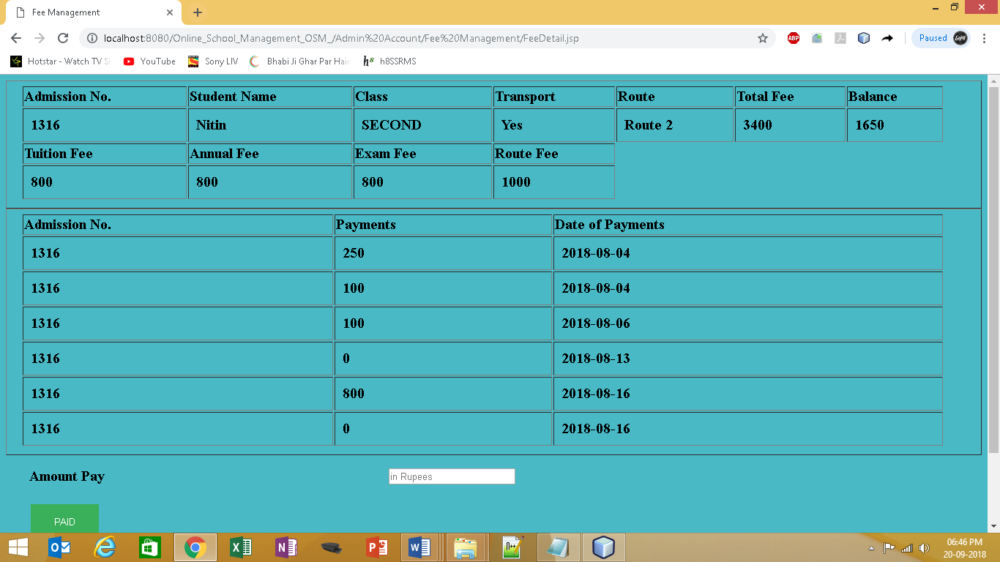 Fee Management
localhost:8080/Online_School_Management_OSM_/Admin%20Account/Fee%20Management/FeeDetail.jsp
ABP
Paused
Hotstar - Watch TV S
YouTube
Sony LIV
Bhabi Ji Ghar Par Hain
h8SSRMS
Admission No. Student Name Class Transport Route Total Fee Balance
1316 Nitin SECOND Yes Route 2 3400 1650
Tuition Fee Annual Fee Exam Fee Route Fee
800 800 800 1000
Admission No. Payments Date of Payments
1316 250 2018-08-04
1316 100 2018-08-04
1316 100 2018-08-06
1316 0 2018-08-13
1316 800 2018-08-16
1316 0 2018-08-16
Amount Pay in Rupees
PAID
06:46 PM
20-09-2018